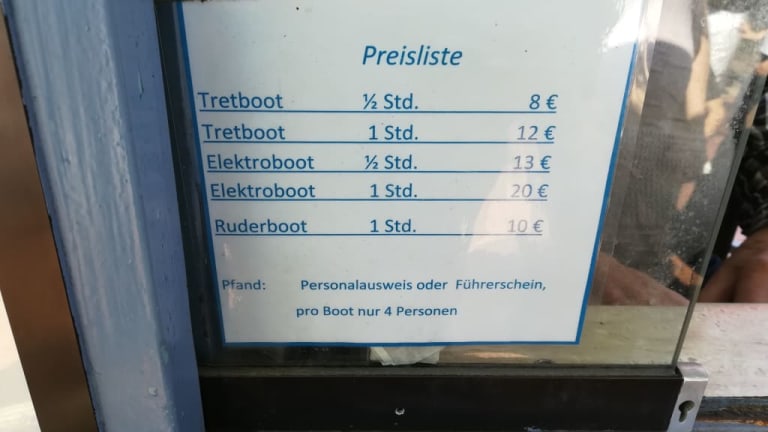 Preisliste
Tretboot ½ Std. 8 €
Tretboot 1 Std. 12 €
Elektroboot ½ Std. 13 €
Elektroboot 1 Std. 20 €
Ruderboot 1 Std. 10 €
Pfand: Personalausweis oder Führerschein,
pro Boot nur 4 Personen